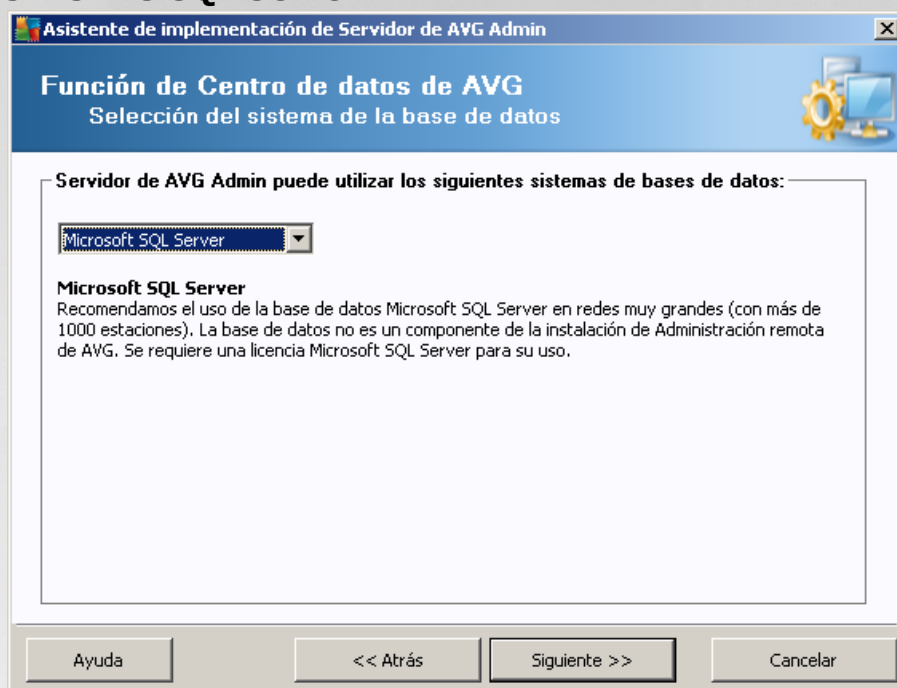 Asistente de implementación de Servidor de AVG Admin
Función de Centro de datos de AVG
Selección del sistema de la base de datos
Servidor de AVG Admin puede utilizar los siguientes sistemas de bases de datos:
Microsoft SQL Server
Microsoft SQL Server
Recomendamos el uso de la base de datos Microsoft SQL Server en redes muy grandes (con más de
1000 estaciones). La base de datos no es un componente de la instalación de Administración remota
de AVG. Se requiere una licencia Microsoft SQL Server para su uso.
Ayuda
<< Atrás
Siguiente >>
Cancelar